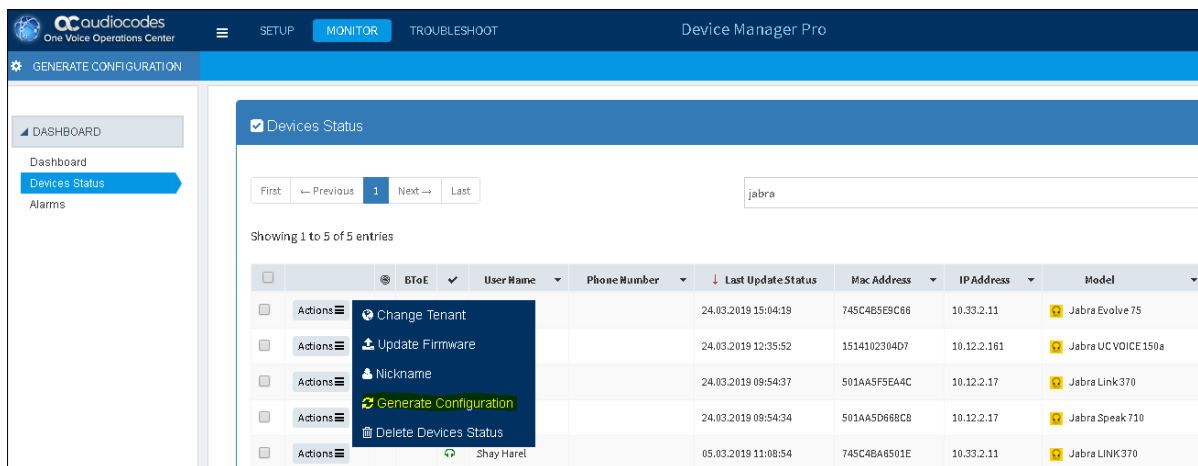 audiocodes
One Voice Operations Center
SETUP MONITOR TROUBLESHOOT Device Manager Pro
GENERATE CONFIGURATION
DASHBOARD
Dashboard
Devices Status
Alarms
Devices Status
First ← Previous 1 Next → Last
jabra
Showing 1 to 5 of 5 entries
BToE User Name Phone Number ↓ Last Update Status Mac Address IP Address Model
Actions 24.03.2019 15:04:19 745C4B5E9C66 10.33.2.11 Jabra Evolve 75
Actions 24.03.2019 12:35:52 1514102304D7 10.12.2.161 Jabra UC VOICE 150a
Actions 24.03.2019 09:54:37 501AA5F5EA4C 10.12.2.17 Jabra Link 370
Actions 24.03.2019 09:54:34 501AA5D668C8 10.12.2.17 Jabra Speak 710
Actions Shay Harel 05.03.2019 11:08:54 745C4BA6501E 10.33.2.11 Jabra LINK 370
Change Tenant
Update Firmware
Nickname
Generate Configuration
Delete Devices Status